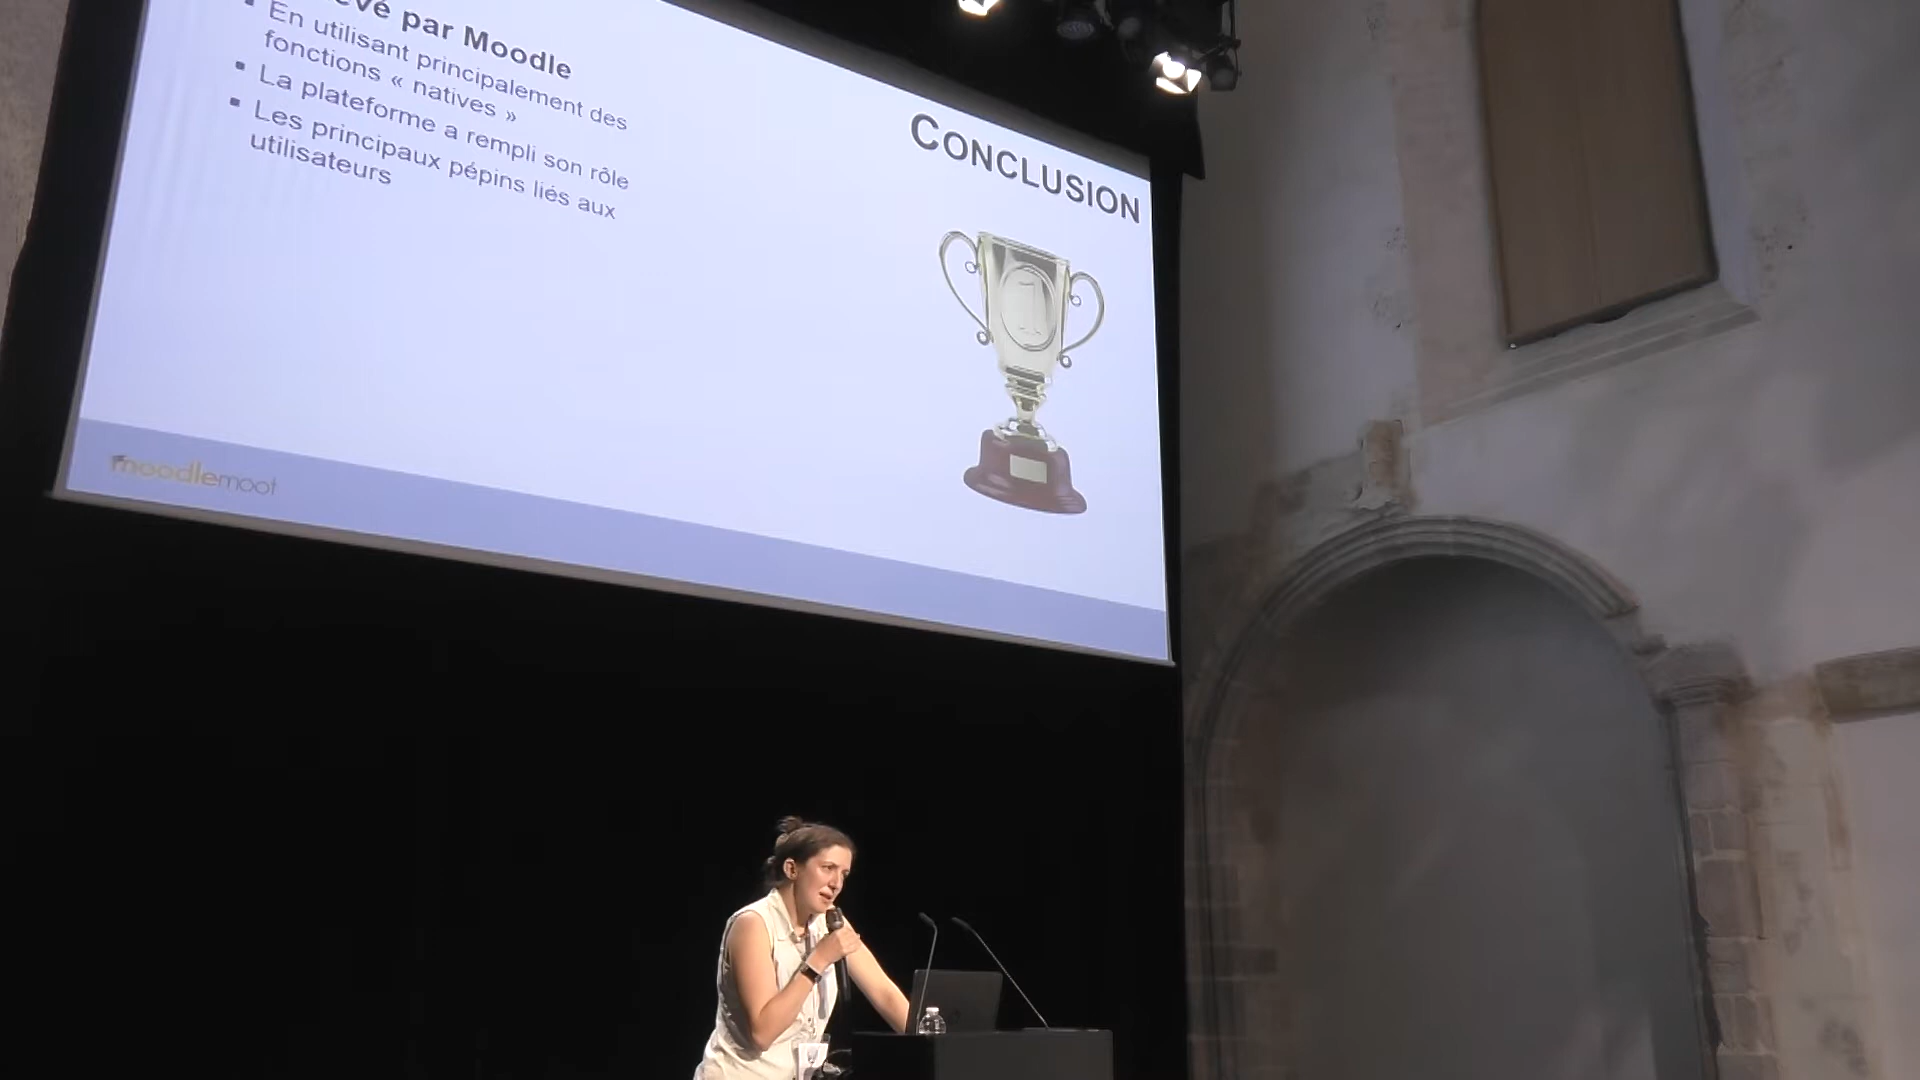 par Moodle
En utilisant principalement des
fonctions « natives »
La plateforme a rempli son rôle
Les principaux pépins liés aux
utilisateurs
CONCLUSION
1
moodlemoot